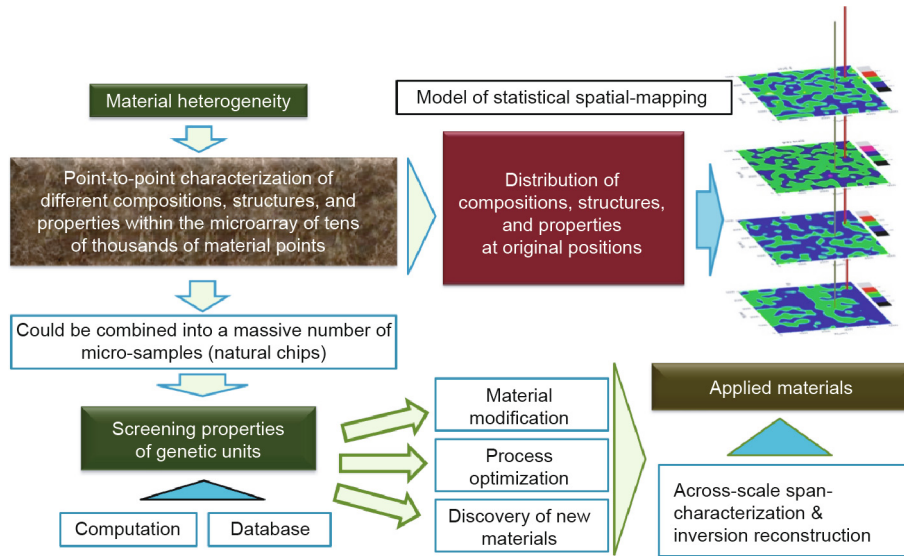 Material heterogeneity
Model of statistical spatial-mapping
Point-to-point characterization of
different compositions, structures, and
properties within the microarray of tens
of thousands of material points
Distribution of
compositions, structures,
and properties
at original positions
Could be combined into a massive number of
micro-samples (natural chips)
Screening properties
of genetic units
Computation
Database
Material
modification
Process
optimization
Discovery of new
materials
Applied materials
Across-scale span-
characterization &
inversion reconstruction